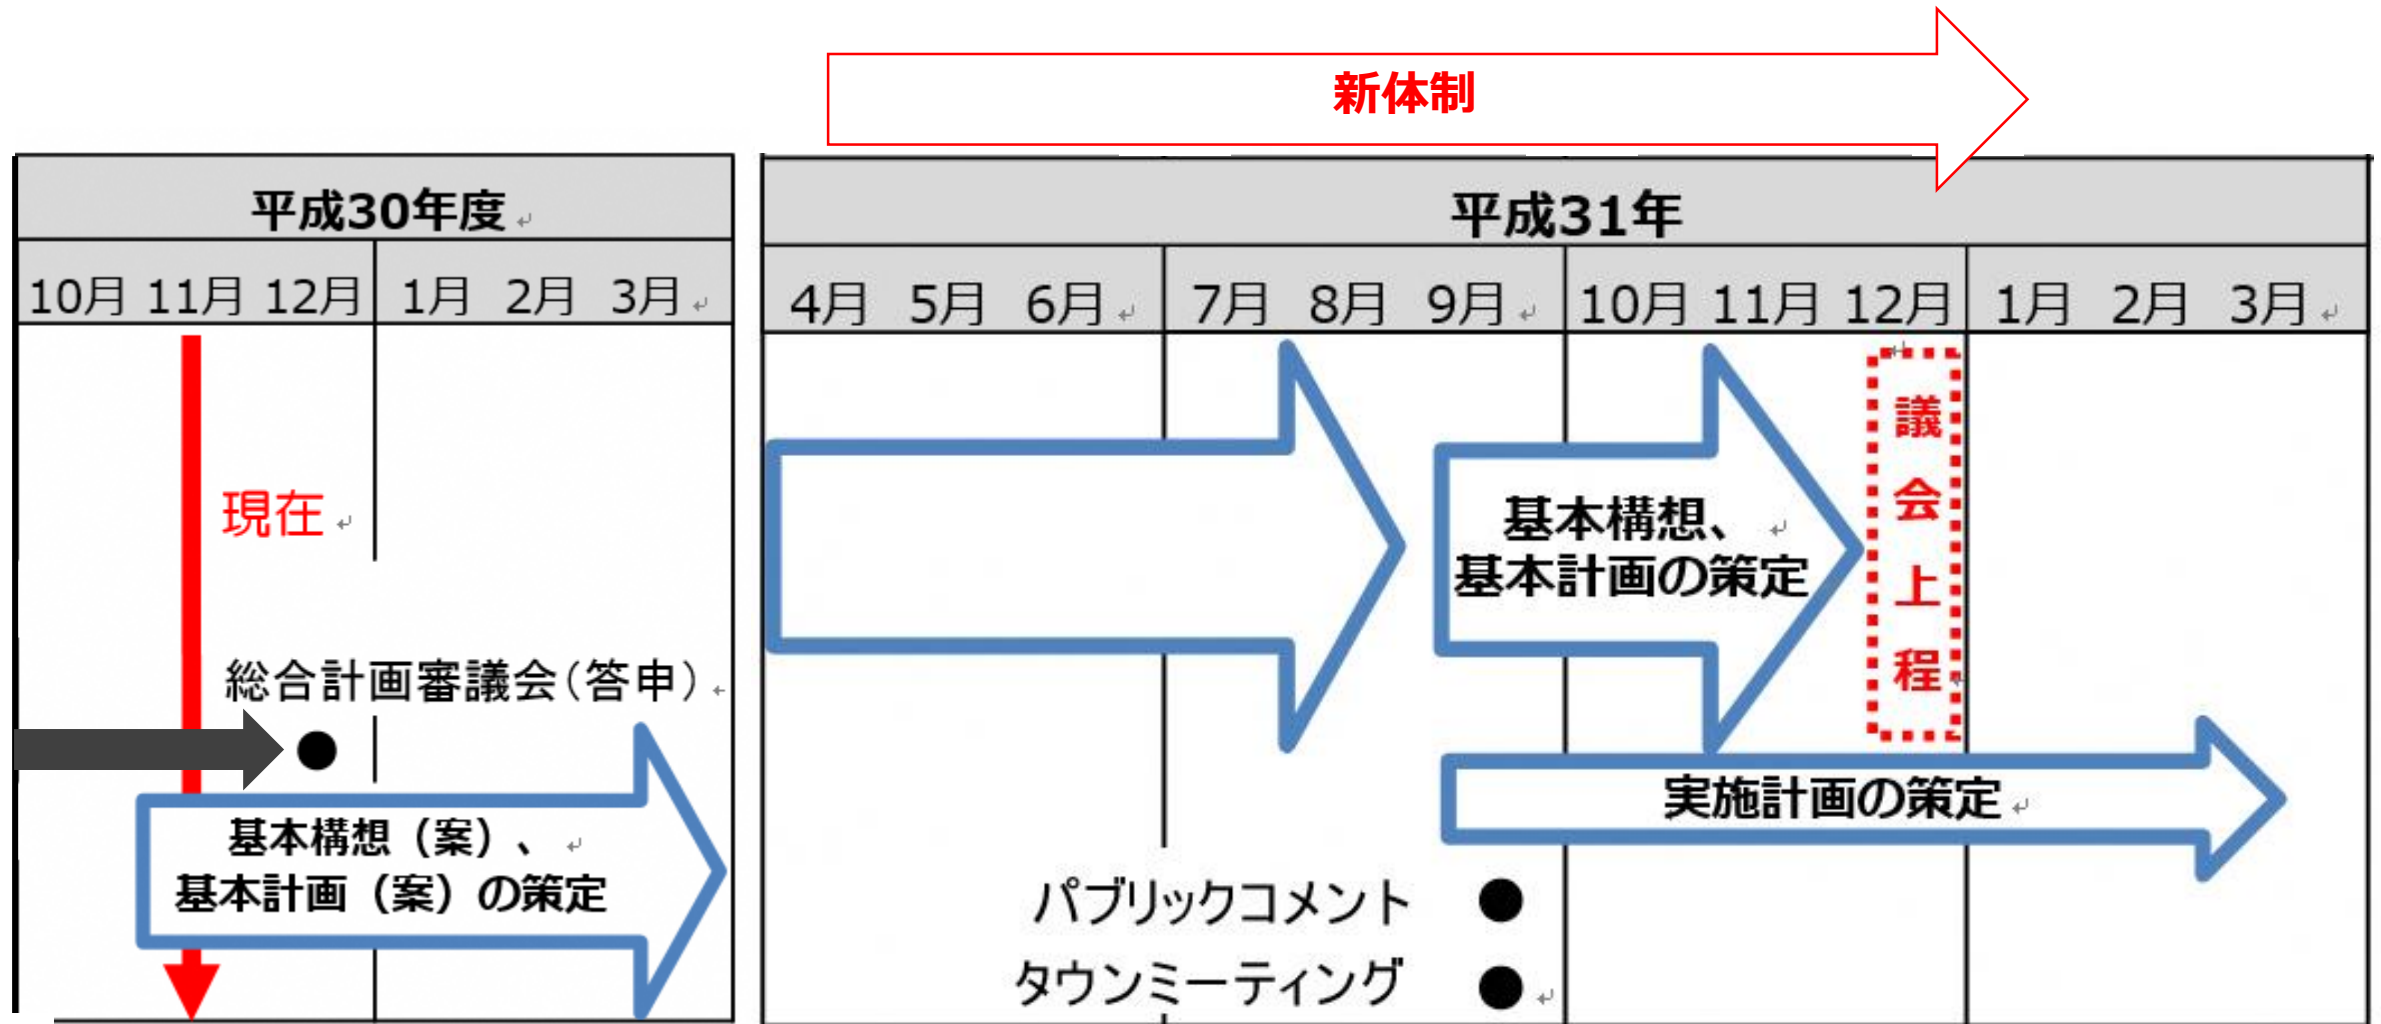 新体制
平成30年度
10月 11月 12月 1月 2月 3月
現在
総合計画審議会（答申）
基本構想（案）、
基本計画（案）の策定
平成31年
4月 5月 6月 7月 8月 9月 10月 11月 12月 1月 2月 3月
基本構想、
基本計画の策定
議会上程
実施計画の策定
パブリックコメント
タウンミーティング